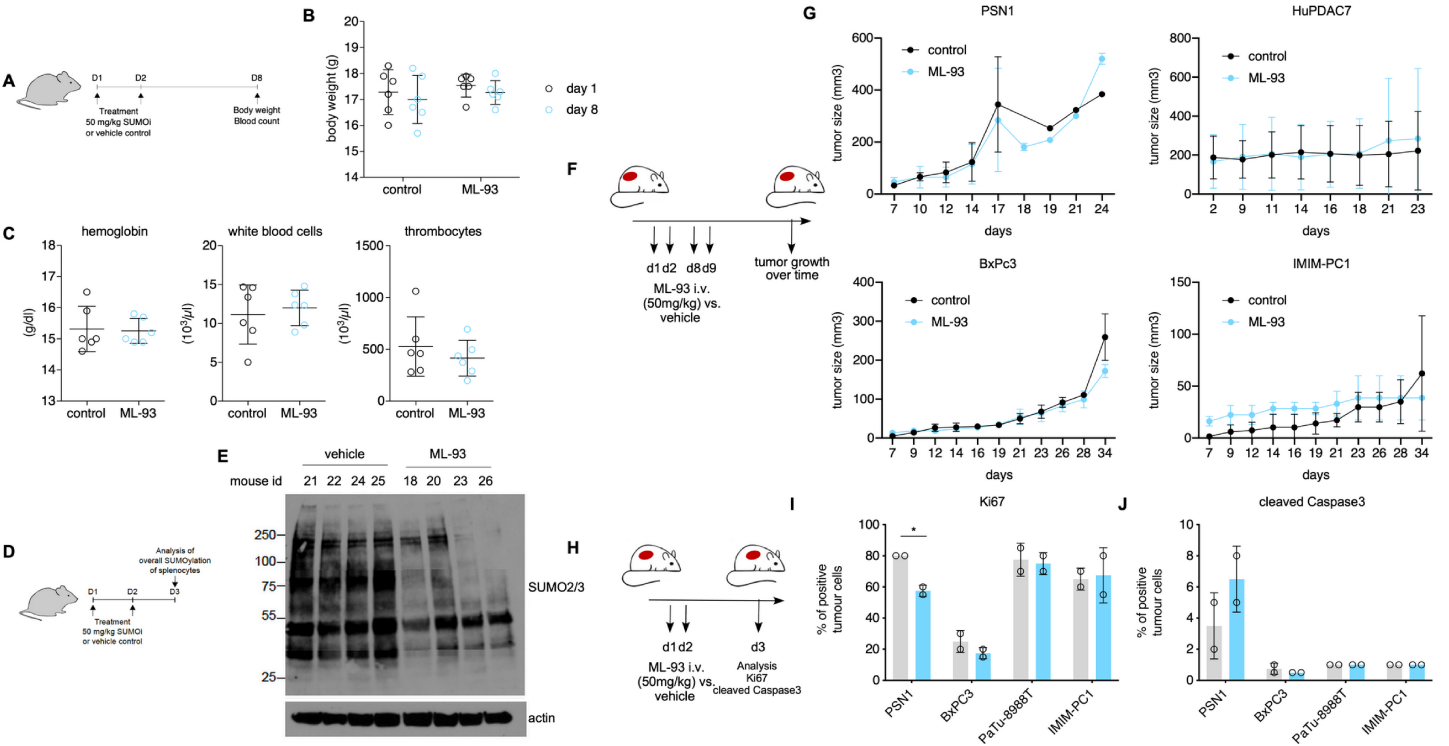 A
D1
D2
D8
Treatment
50 mg/kg SUMOi
or vehicle control
Body weight
Blood count
B
body weight (g)
20
19
18
17
16
15
14
control
ML-93
day 1
day 8
C
hemoglobin
(g/dl)
18
17
16
15
14
13
control
ML-93
white blood cells
(10³/µl)
20
15
10
5
0
control
ML-93
thrombocytes
(10³/µl)
1500
1000
500
0
control
ML-93
D
Analysis of
overall SUMOylation
of splenocytes
D1
D2
D3
Treatment
50 mg/kg SUMOi
or vehicle control
E
vehicle
ML-93
mouse id
21 22 24 25 18 20 23 26
250
100
75
55
25
SUMO2/3
actin
F
d1 d2 d8 d9
ML-93 i.v.
(50mg/kg) vs.
vehicle
tumor growth
over time
G
PSN1
control
ML-93
tumor size (mm3)
600
400
200
0
7 10 12 14 17 18 19 21 24
days
HuPDAC7
control
ML-93
tumor size (mm3)
800
600
400
200
0
2 9 11 14 16 18 21 23
days
BxPc3
control
ML-93
tumor size (mm3)
400
300
200
100
0
7 9 12 14 16 19 21 23 26 28 34
days
IMIM-PC1
control
ML-93
tumor size (mm3)
150
100
50
0
7 9 12 14 16 19 21 23 26 28 34
days
H
d1 d2
d3
ML-93 i.v.
(50mg/kg) vs.
vehicle
Analysis
Ki67
cleaved Caspase3
I
Ki67
% of positive
tumour cells
100
80
60
40
20
0
*
PSN1
BxPC3
PaTu-8988T
IMIM-PC1
J
cleaved Caspase3
% of positive
tumour cells
10
8
6
4
2
0
PSN1
BxPC3
PaTu-8988T
IMIM-PC1